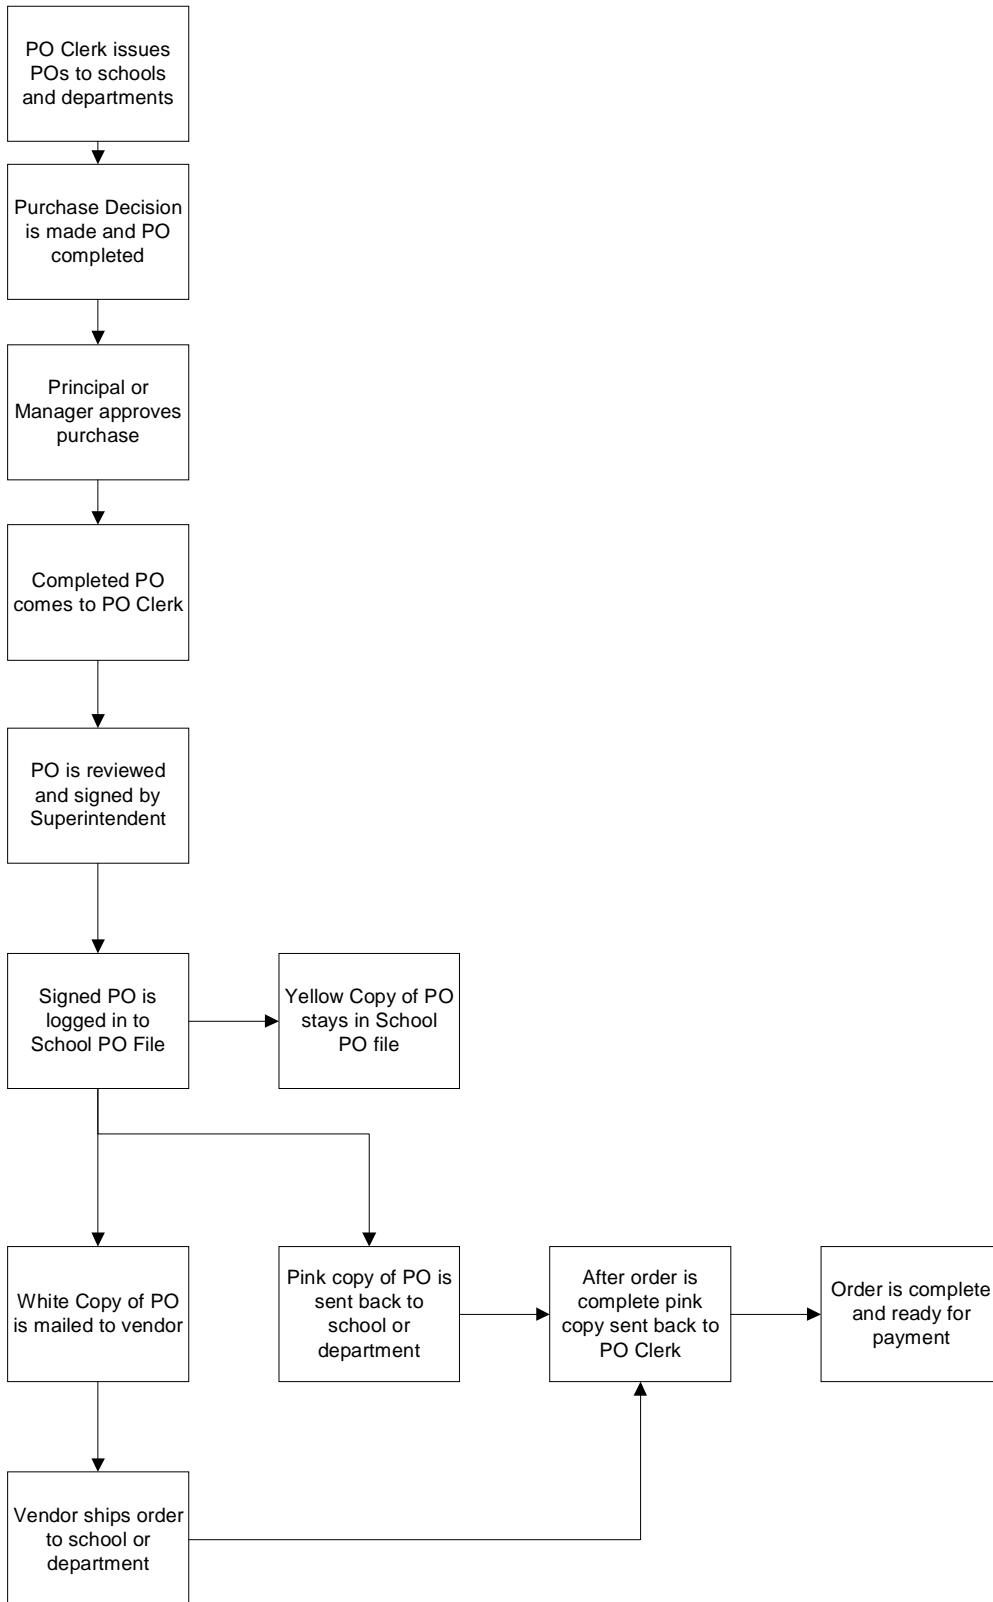 PO Clerk issues
POs to schools
and departments
Purchase Decision
is made and PO
completed
Principal or
Manager approves
purchase
Completed PO
comes to PO Clerk
PO is reviewed
and signed by
Superintendent
Signed PO is
logged in to
School PO File
Yellow Copy of PO
stays in School
PO file
White Copy of PO
is mailed to vendor
Pink copy of PO is
sent back to
school or
department
After order is
complete pink
copy sent back to
PO Clerk
Order is complete
and ready for
payment
Vendor ships order
to school or
department